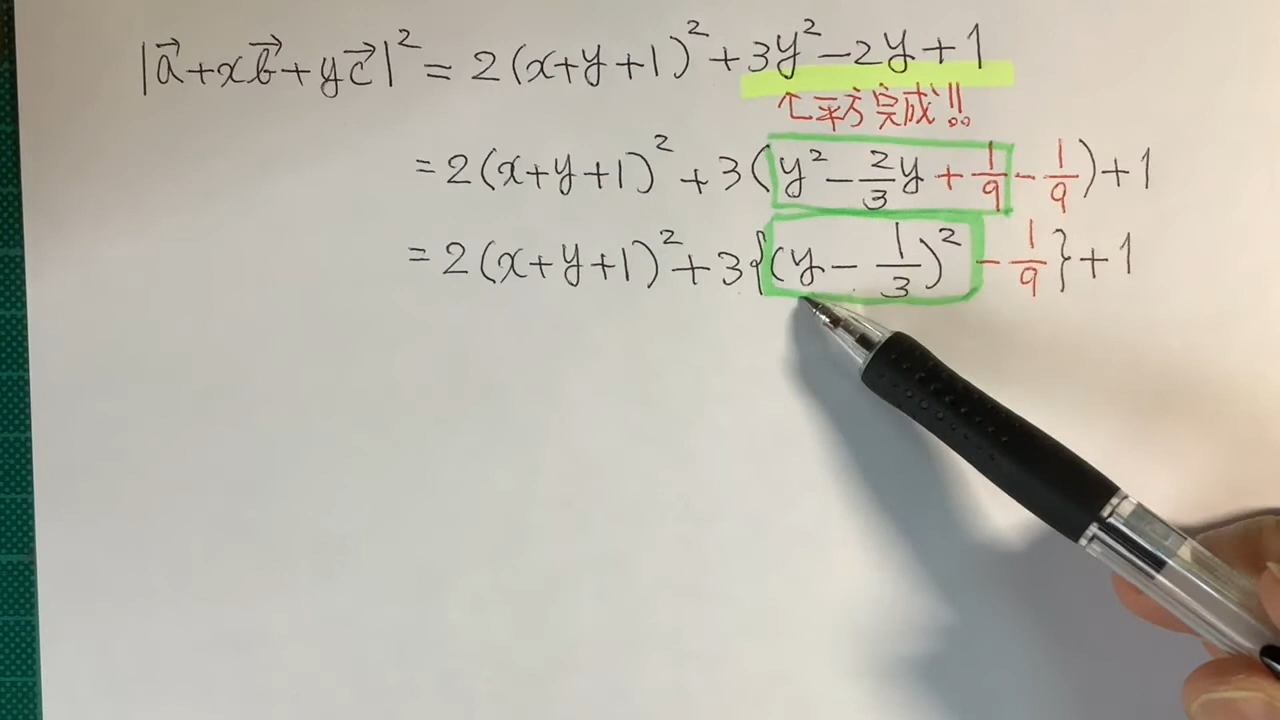 |a⃗+xb⃗+yc⃗|² = 2(x+y+1)²+3y²−2y+1
↑平方完成!!
=2(x+y+1)²+3(y²−2/3y+1/9−1/9)+1
=2(x+y+1)²+3{(y−1/3)²−1/9}+1